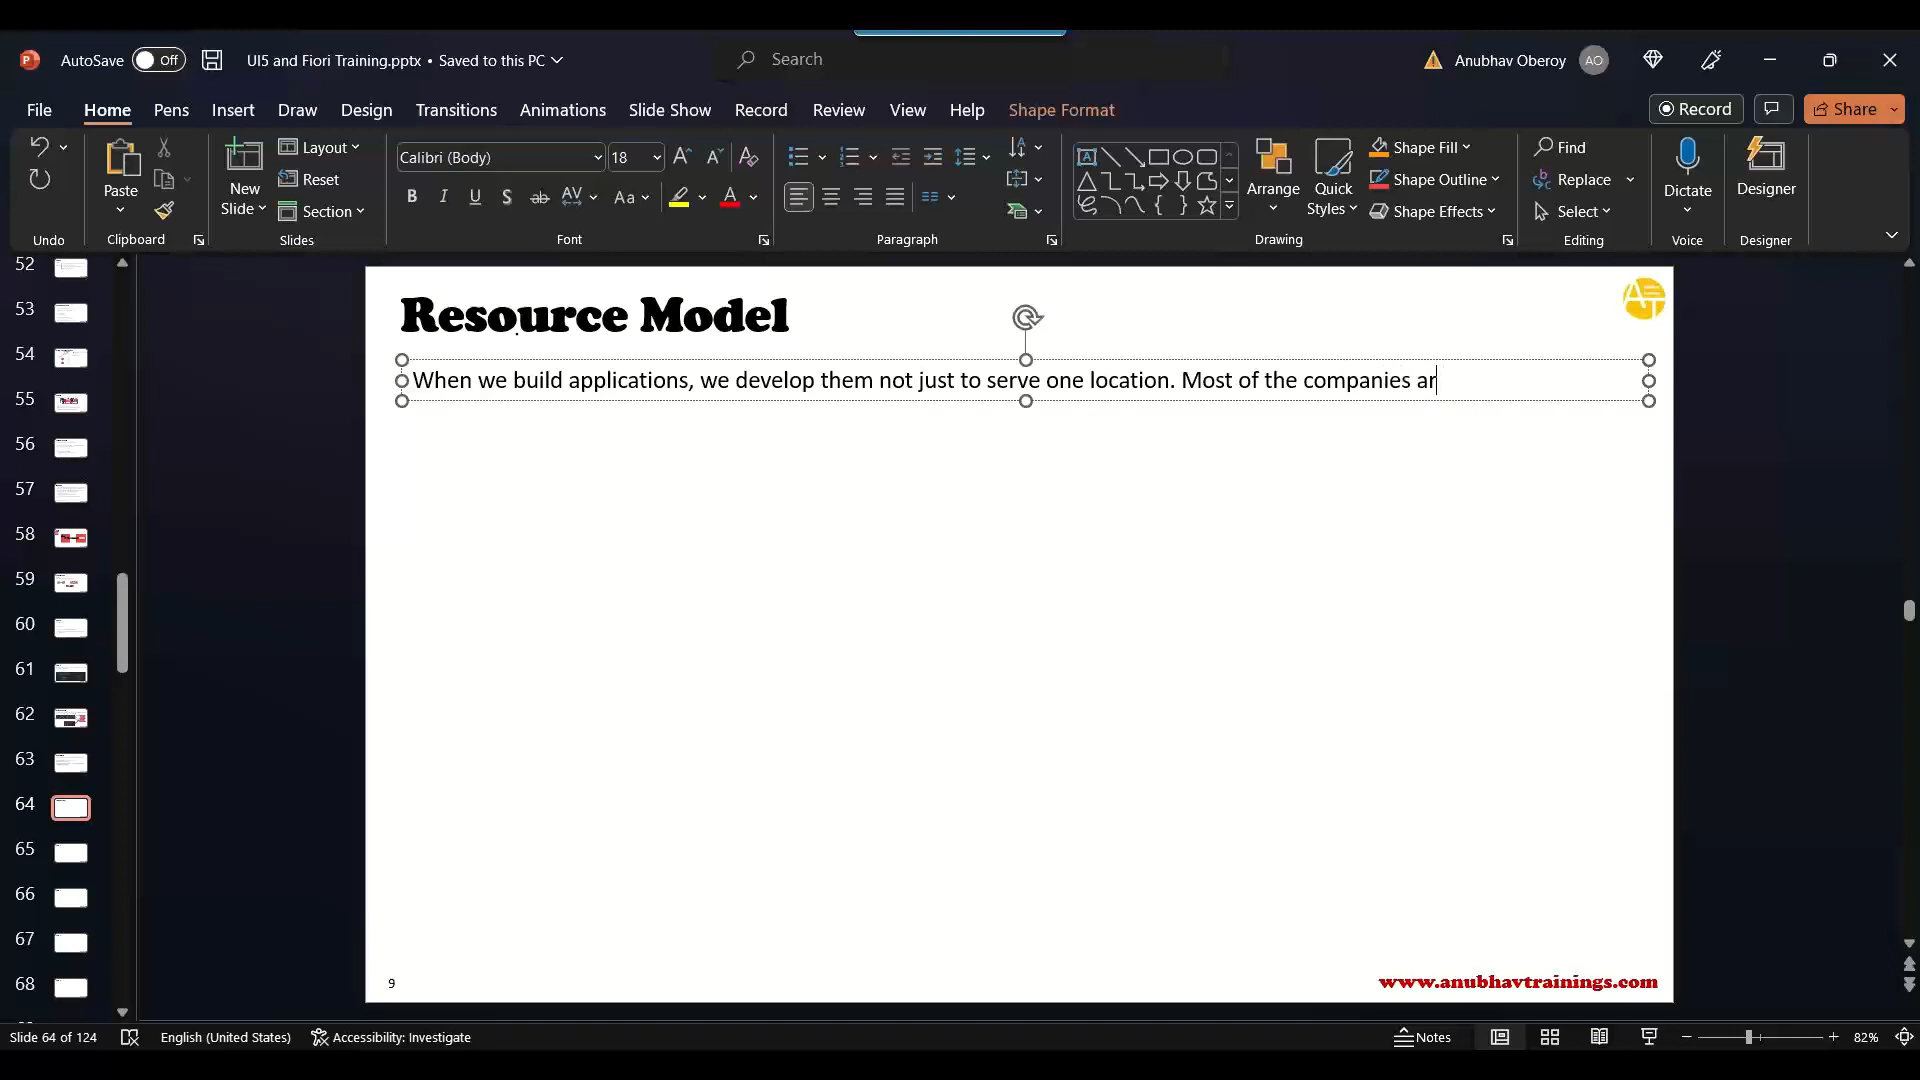 AutoSave Off UI5 and Fiori Training.pptx • Saved to this PC Search Anubhav Oberoy AO
File Home Pens Insert Draw Design Transitions Animations Slide Show Record Review View Help Shape Format Record Share
Paste
New Slide
Layout
Reset
Section
Calibri (Body) 18
B I U S ab AV Aa A
Arrange
Quick Styles
Shape Fill
Shape Outline
Shape Effects
Find
Replace
Select
Dictate
Designer
Undo Clipboard Slides Font Paragraph Drawing Editing Voice Designer
52
53
54
55
56
57
58
59
60
61
62
63
64
65
66
67
68
Resource Model
AT
When we build applications, we develop them not just to serve one location. Most of the companies ar
9
www.anubhavtrainings.com
Slide 64 of 124 English (United States) Accessibility: Investigate Notes 82%